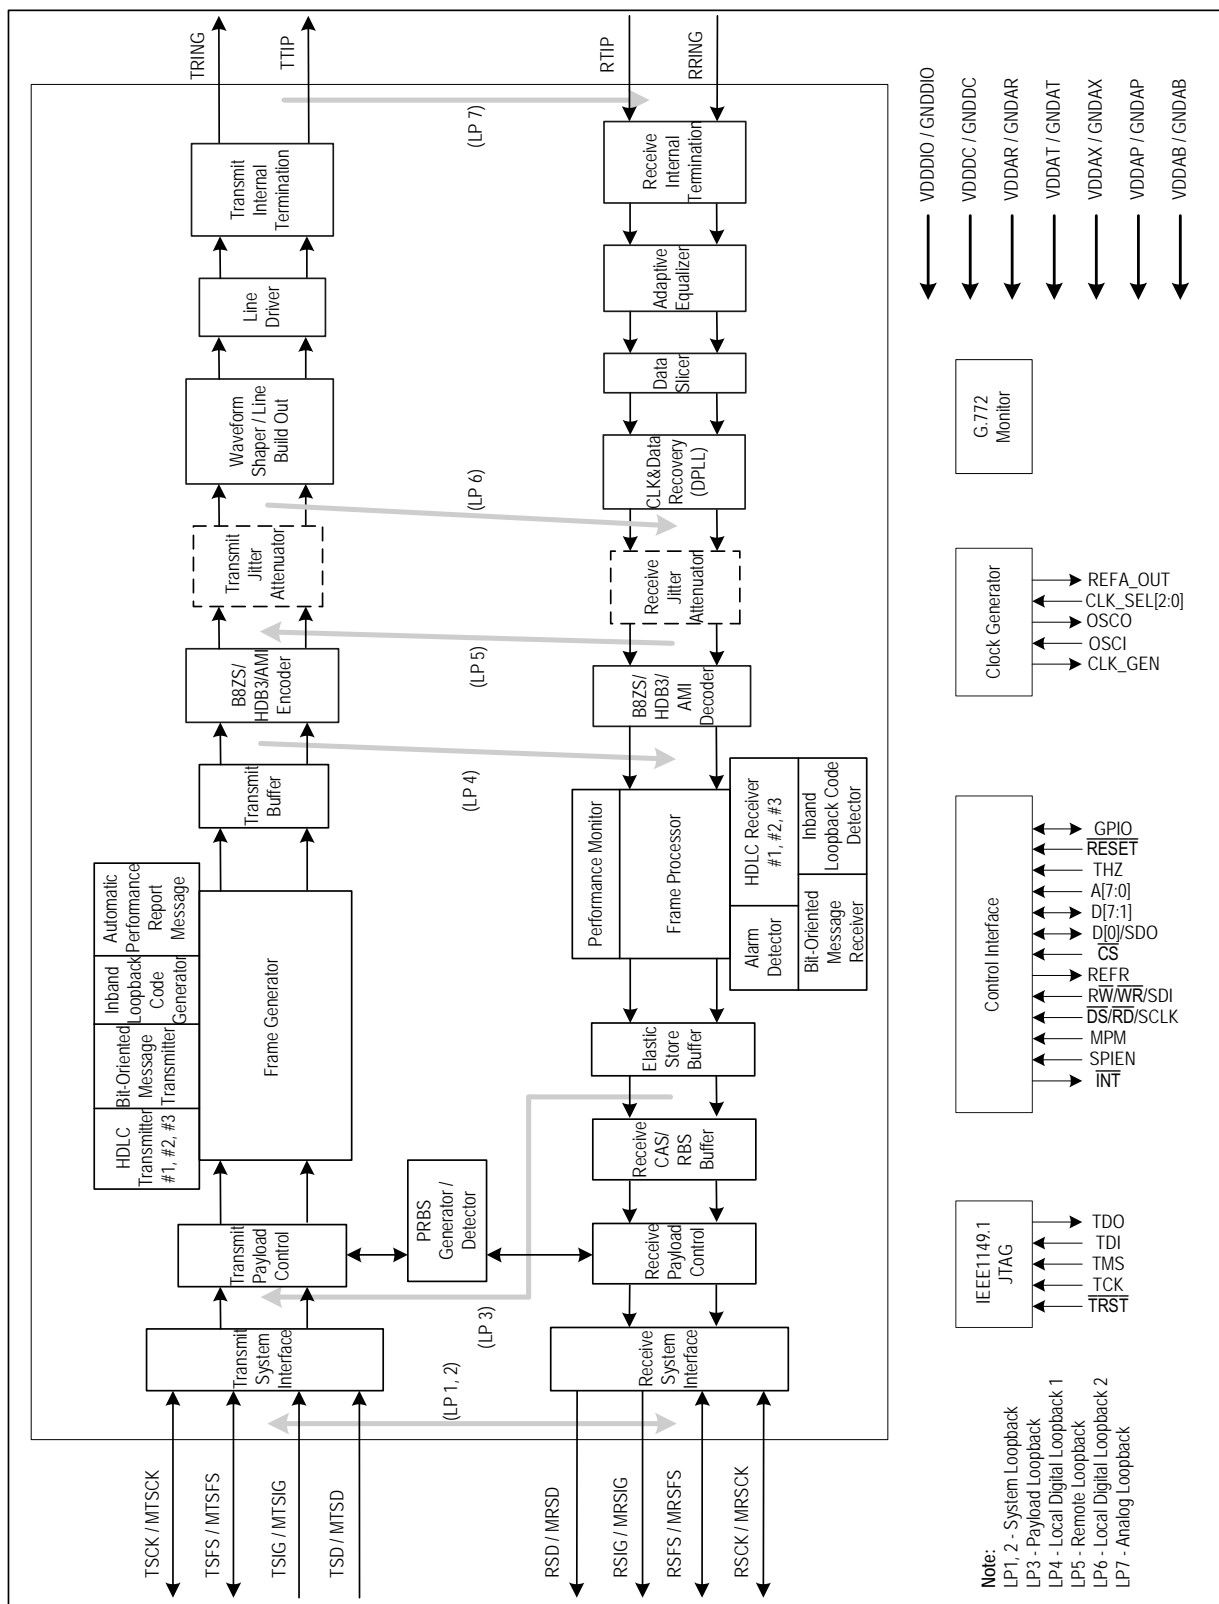 TRING
TTIP
RTIP
RRING
VDDDIO / GNDDIO
VDDDC / GNDDC
VDDAR / GNDAR
VDDAT / GNDAT
VDDAX / GNDAX
VDDAP / GNDAP
VDDAB / GNDAB
(LP 7)
Transmit
Internal
Termination
Receive
Internal
Termination
Line
Driver
Adaptive
Equalizer
Waveform
Shaper / Line
Build Out
Data
Slicer
CLK&Data
Recovery
(DPLL)
(LP 6)
Transmit
Jitter
Attenuator
Receive
Jitter
Attenuator
(LP 5)
B8ZS/
HDB3/AMI
Encoder
B8ZS/
HDB3/
AMI
Decoder
(LP 4)
Transmit
Buffer
Automatic
Performance
Report
Message
Inband
Loopback
Code
Generator
Bit-Oriented
Message
Transmitter
HDLC
Transmitter
#1, #2, #3
Frame Generator
Performance Monitor
Frame Processor
HDLC Receiver
#1, #2, #3
Inband
Loopback Code
Detector
Alarm
Detector
Bit-Oriented
Message
Receiver
Elastic
Store
Buffer
Receive
CAS/
RBS
Buffer
Transmit
Payload
Control
PRBS
Generator /
Detector
Receive
Payload
Control
(LP 3)
Transmit
System
Interface
Receive
System
Interface
(LP 1, 2)
TSCK / MTSCK
TSFS / MTSFS
TSIG / MTSIG
TSD / MTSD
RSD / MRSD
RSIG / MRSIG
RSFS / MRSFS
RSCK / MRSCK
G.772
Monitor
Clock Generator
REFA_OUT
CLK_SEL[2:0]
OSCO
OSCI
CLK_GEN
Control Interface
GPIO
RESET
THZ
A[7:0]
D[7:1]
D[0]/SDO
CS
REFR
RW/WR/SDI
DS/RD/SCLK
MPM
SPIEN
INT
IEEE1149.1
JTAG
TDO
TDI
TMS
TCK
TRST
Note:
LP1, 2 - System Loopback
LP3 - Payload Loopback
LP4 - Local Digital Loopback 1
LP5 - Remote Loopback
LP6 - Local Digital Loopback 2
LP7 - Analog Loopback